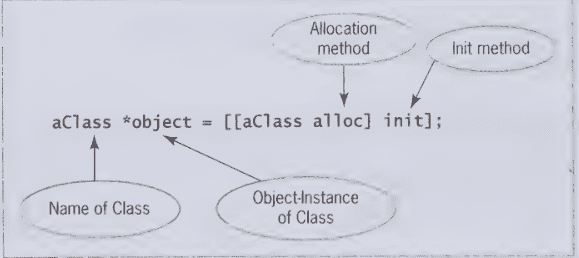 Allocation
method
Init method
aClass *object = [[aClass alloc] init];
Name of Class
Object-Instance
of Class